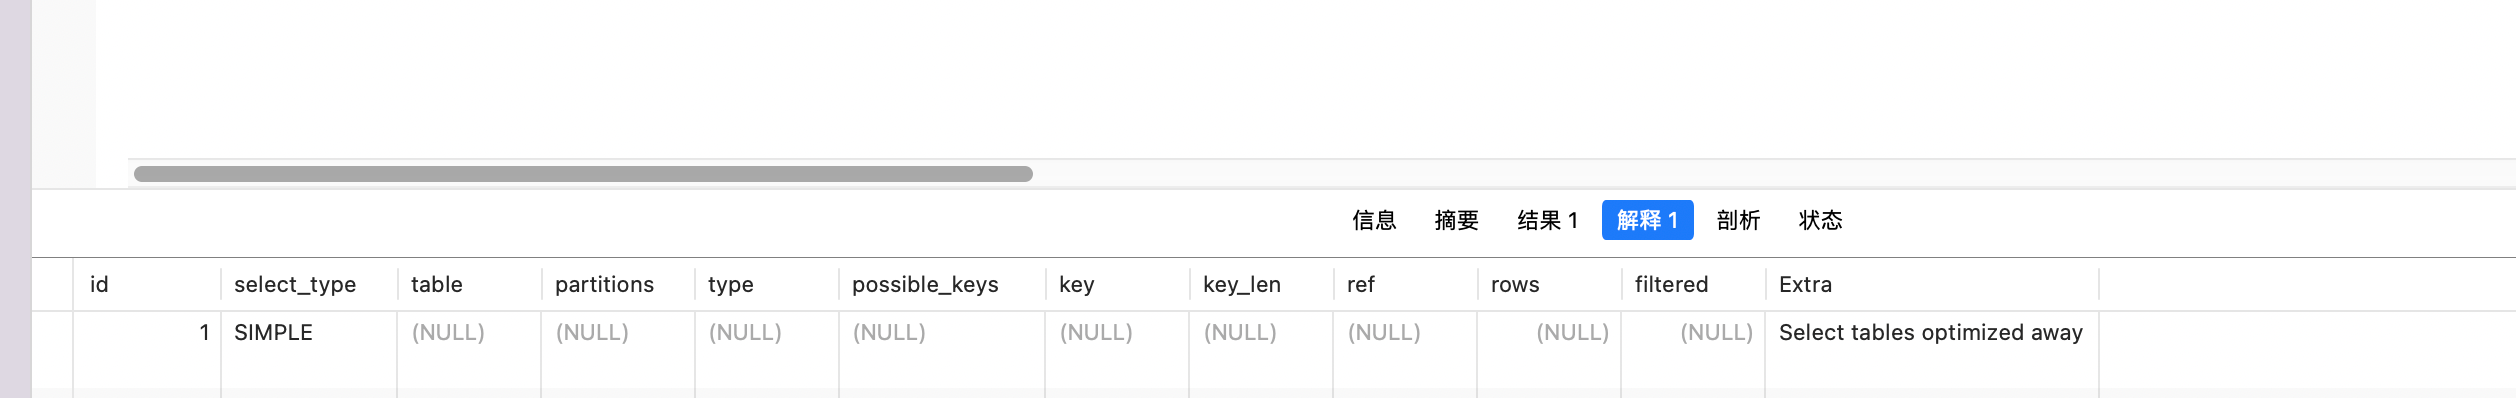 信息 摘要 结果 1 解释 1 剖析 状态
id select_type table partitions type possible_keys key key_len ref rows filtered Extra
1 SIMPLE (NULL) (NULL) (NULL) (NULL) (NULL) (NULL) (NULL) (NULL) (NULL) Select tables optimized away